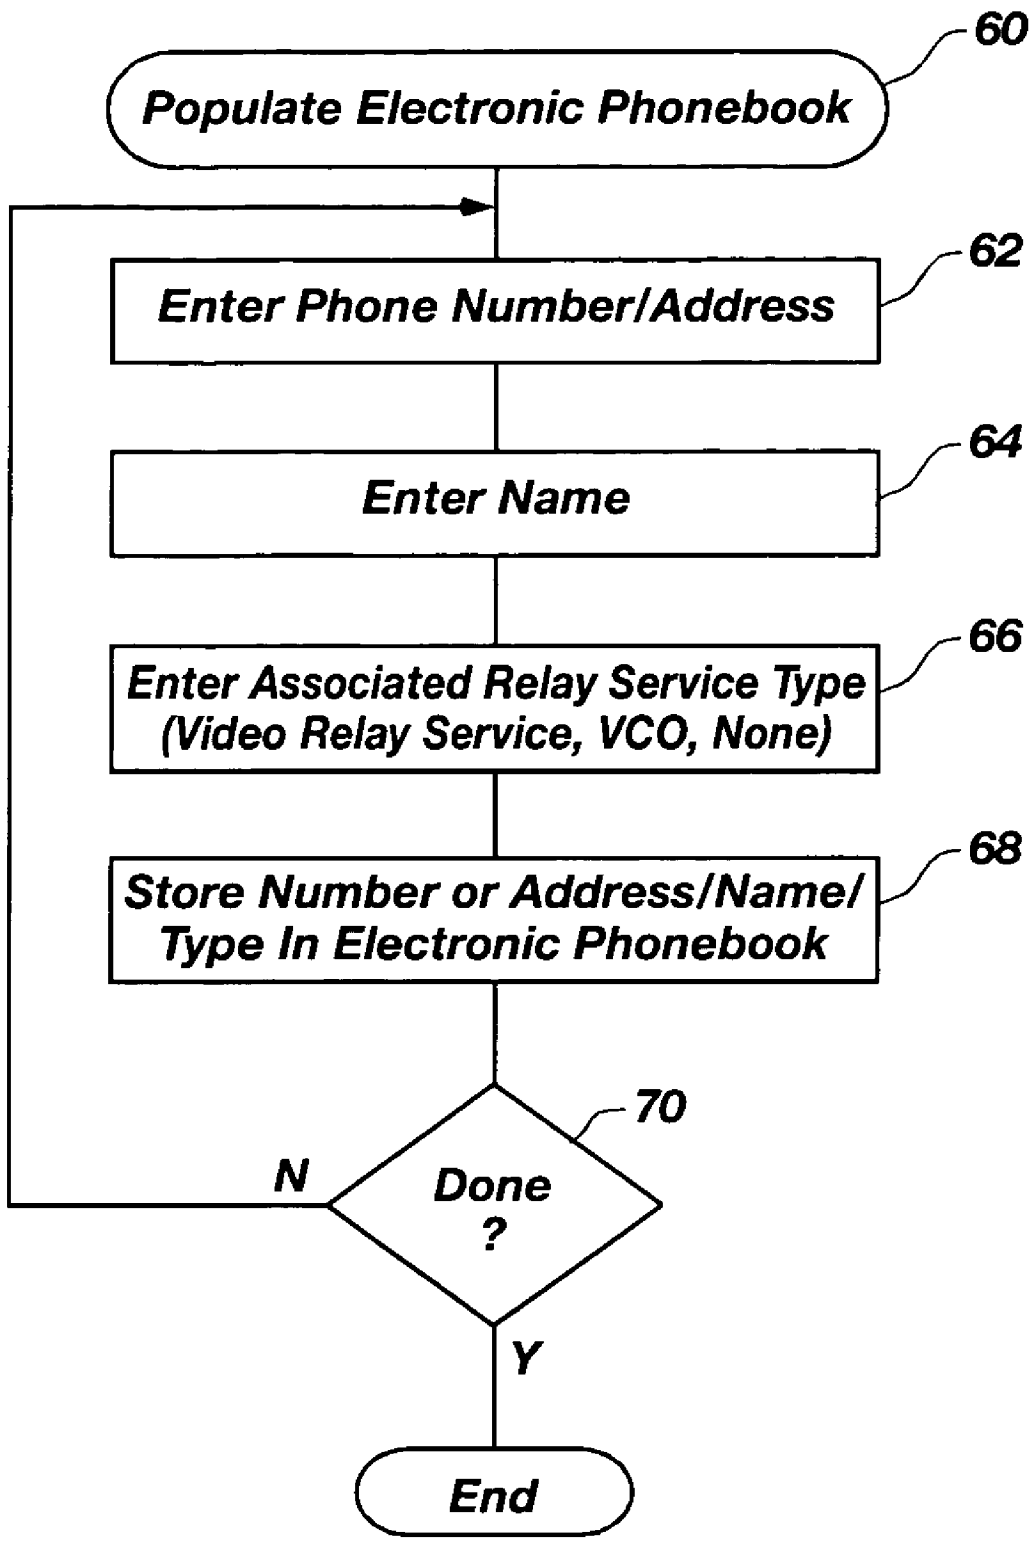 60
Populate Electronic Phonebook
62
Enter Phone Number/Address
64
Enter Name
66
Enter Associated Relay Service Type
(Video Relay Service, VCO, None)
68
Store Number or Address/Name/
Type In Electronic Phonebook
70
N
Done
?
Y
End